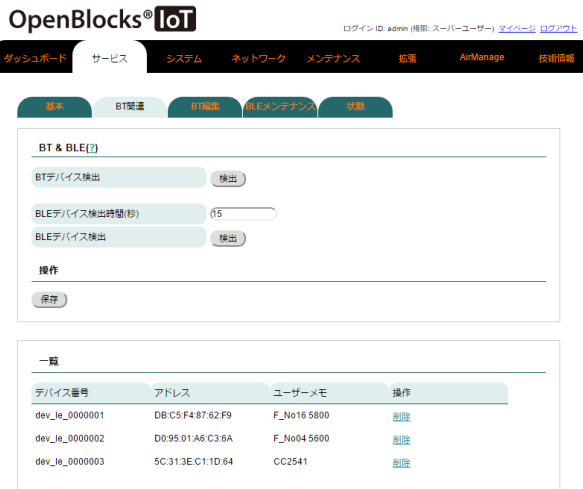 OpenBlocks® IoT
ログイン ID: admin (権限: スーパーユーザー) マイページ ログアウト
ダッシュボード サービス システム ネットワーク メンテナンス 拡張 AirManage 技術情報
基本 BT関連 BT編集 BLEメンテナンス 状態
BT & BLE(?)
BTデバイス検出 検出
BLEデバイス検出時間(秒) 15
BLEデバイス検出 検出
操作
保存
一覧
デバイス番号 アドレス ユーザーメモ 操作
dev_le_0000001 DB:C5:F4:87:62:F9 F_No16 5800 削除
dev_le_0000002 D0:95:01:A6:C3:6A F_No04 5600 削除
dev_le_0000003 5C:31:3E:C1:1D:64 CC2541 削除